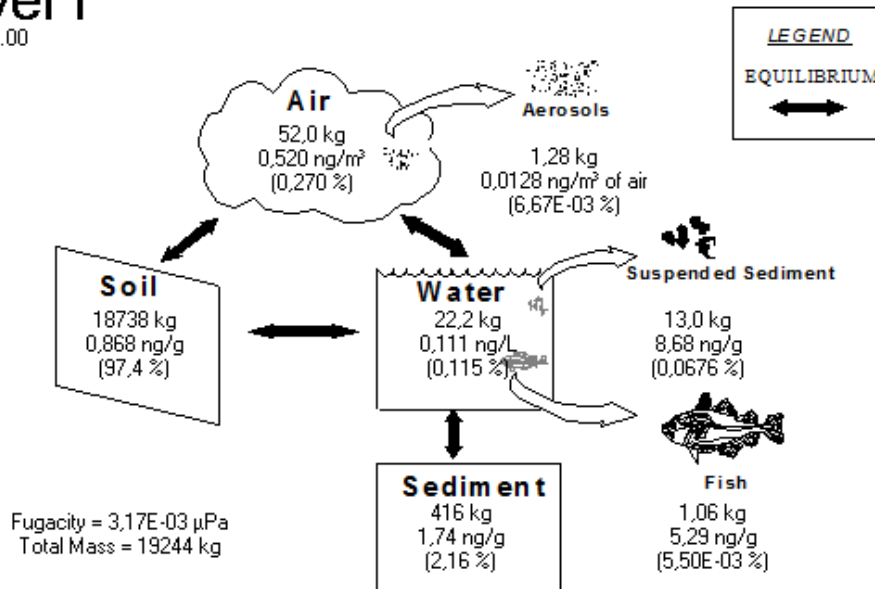 .00
LEGEND
EQUILIBRIUM
Air
52,0 kg
0,520 ng/m³
(0,270 %)
Aerosols
1,28 kg
0,0128 ng/m³ of air
(6,67E-03 %)
Soil
18738 kg
0,868 ng/g
(97,4 %)
Water
22,2 kg
0,111 ng/L
(0,115 %)
Suspended Sediment
13,0 kg
8,68 ng/g
(0,0676 %)
Sediment
416 kg
1,74 ng/g
(2,16 %)
Fish
1,06 kg
5,29 ng/g
(5,50E-03 %)
Fugacity = 3,17E-03 µPa
Total Mass = 19244 kg